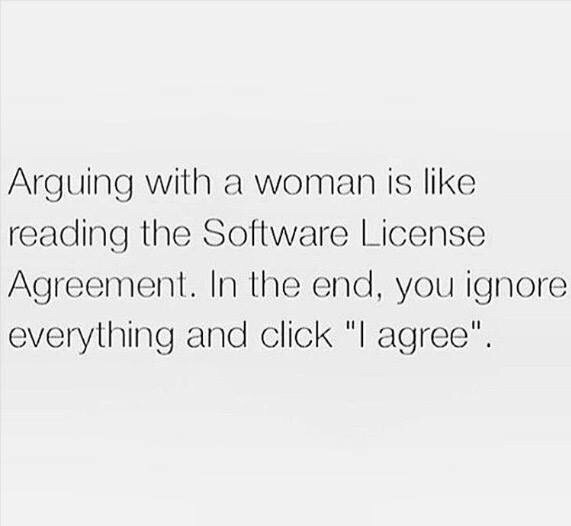 Arguing with a woman is like
reading the Software License
Agreement. In the end, you ignore
everything and click "I agree".